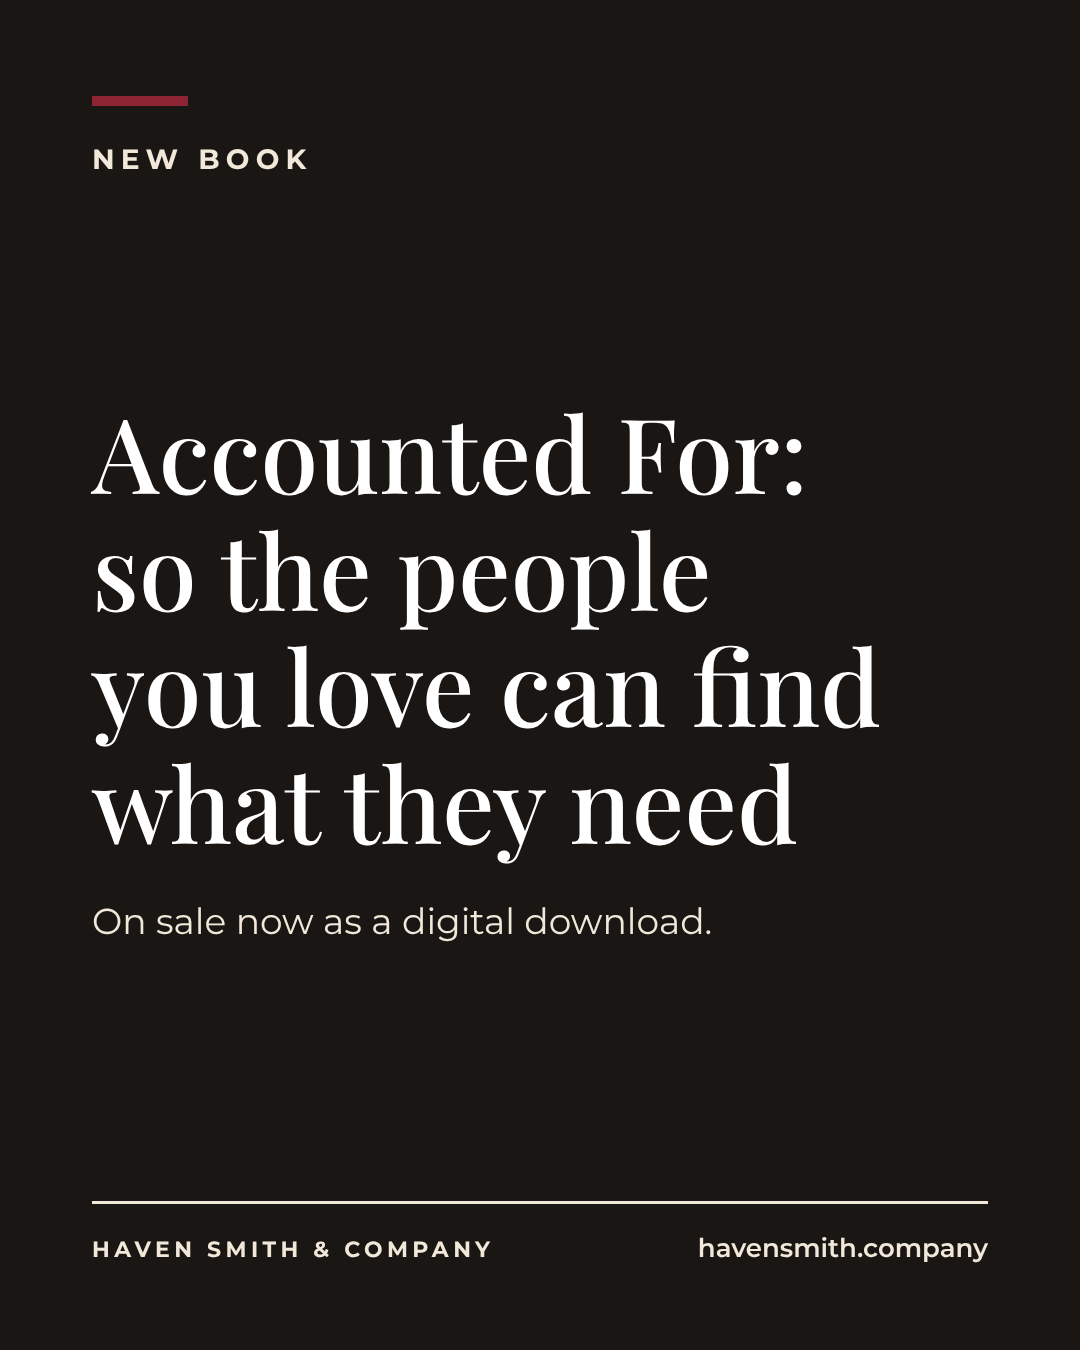 NEW BOOK
Accounted For:
so the people
you love can find
what they need
On sale now as a digital download.
HAVEN SMITH & COMPANY
havensmith.company